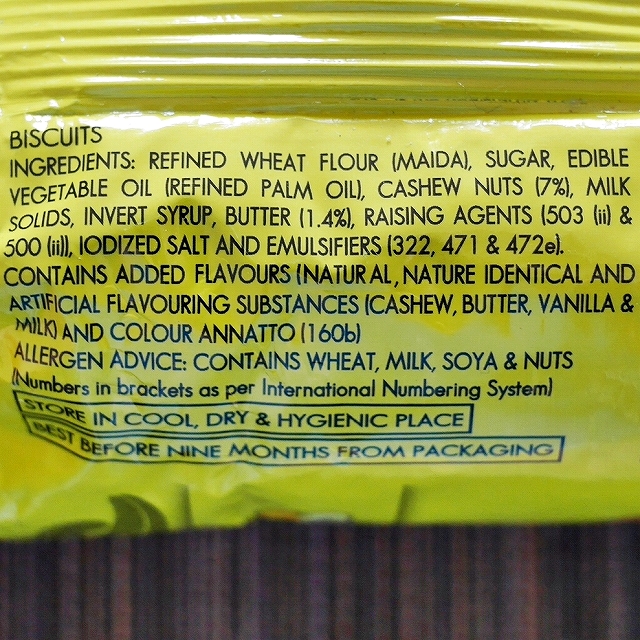 BISCUITS
INGREDIENTS: REFINED WHEAT FLOUR (MAIDA), SUGAR, EDIBLE
VEGETABLE OIL (REFINED PALM OIL), CASHEW NUTS (7%), MILK
SOLIDS, INVERT SYRUP, BUTTER (1.4%), RAISING AGENTS (503 (ii) &
500 (iii)), IODIZED SALT AND EMULSIFIERS (322, 471 & 472e).
CONTAINS ADDED FLAVOURS (NATURAL, NATURE IDENTICAL AND
ARTIFICIAL FLAVOURING SUBSTANCES (CASHEW, BUTTER, VANILLA &
MILK) AND COLOUR ANNATTO (160b)
ALLERGEN ADVICE: CONTAINS WHEAT, MILK, SOYA & NUTS
(Numbers in brackets as per International Numbering System)
STORE IN COOL, DRY & HYGIENIC PLACE
BEST BEFORE NINE MONTHS FROM PACKAGING